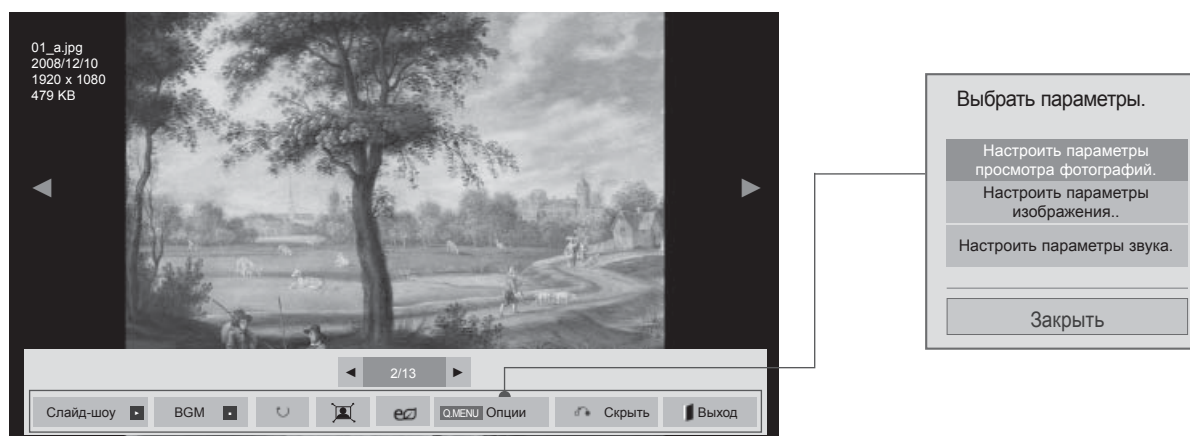 01_a.jpg
2008/12/10
1920 x 1080
479 KB
2/13
Слайд-шоу
BGM
Q.MENU Опции
Скрыть
Выход
Выбрать параметры.
Настроить параметры
просмотра фотографий.
Настроить параметры
изображения..
Настроить параметры звука.
Закрыть